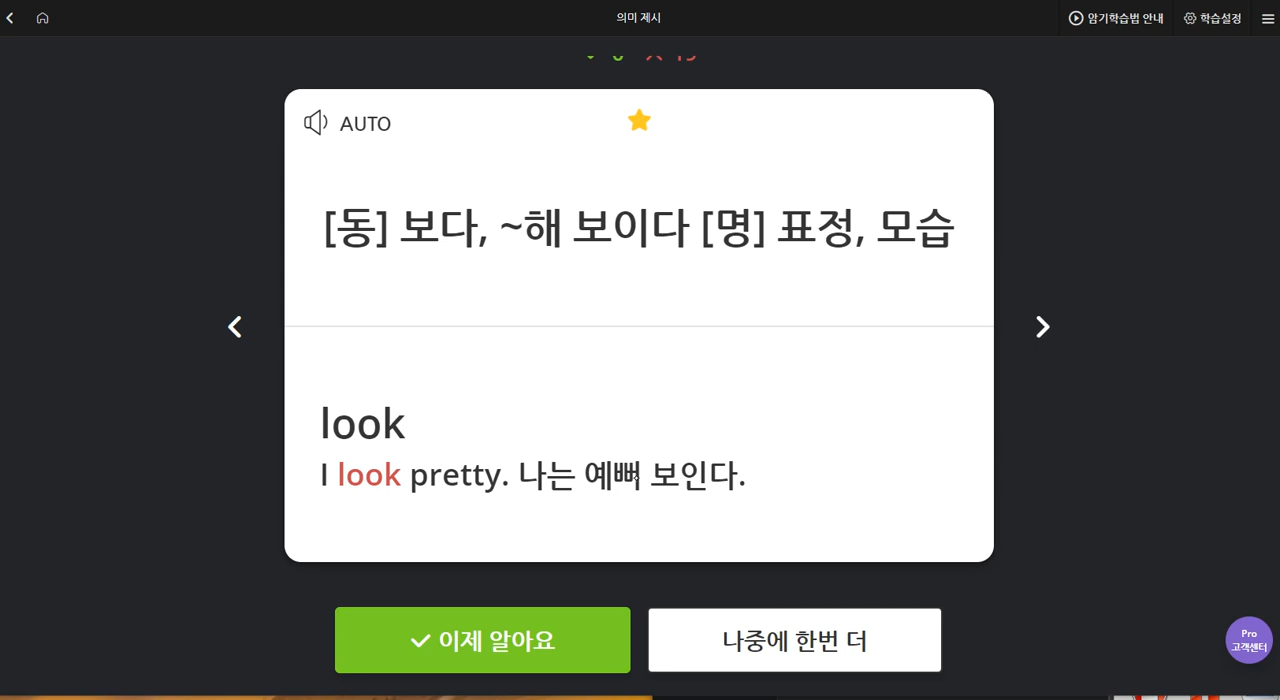 의미 제시
암기학습법 안내
학습설정
AUTO
[동] 보다, ~해 보이다 [명] 표정, 모습
look
I look pretty. 나는 예뻐 보인다.
이제 알아요
나중에 한번 더
Pro
고객센터